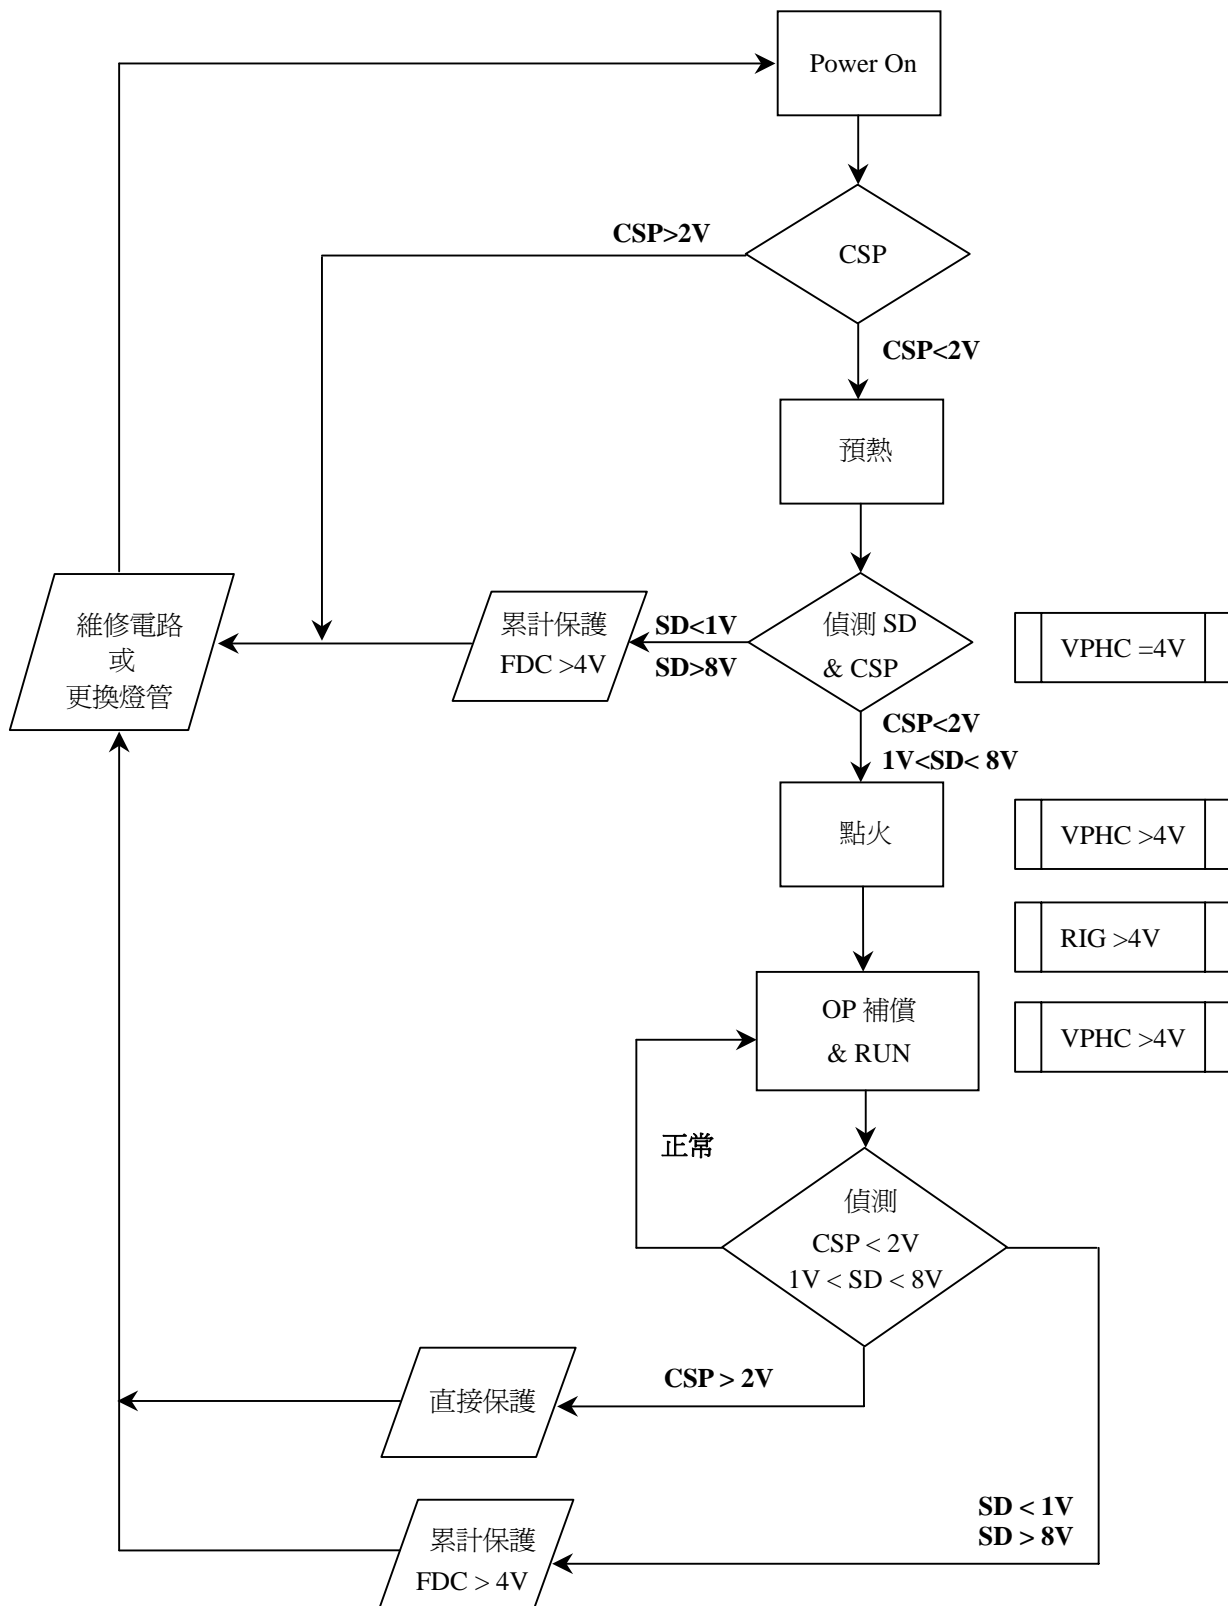 Power On
CSP>2V
CSP
CSP<2V
預熱
維修電路
或
更換燈管
累計保護
FDC >4V
SD<1V
SD>8V
偵測 SD
& CSP
VPHC =4V
CSP<2V
1V<SD< 8V
點火
VPHC >4V
RIG >4V
OP 補償
& RUN
VPHC >4V
正常
偵測
CSP < 2V
1V < SD < 8V
CSP > 2V
直接保護
SD < 1V
SD > 8V
累計保護
FDC > 4V